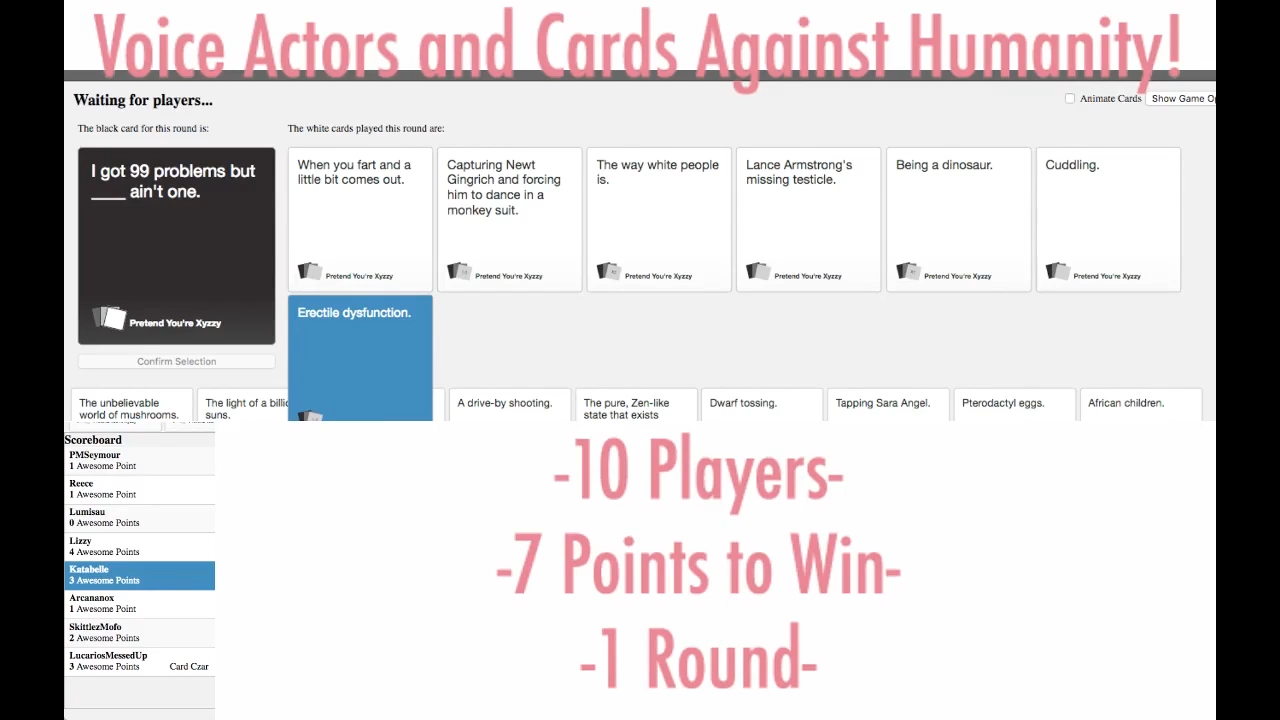 Voice Actors and Cards Against Humanity!
Waiting for players...
Animate Cards
Show Game Op
The black card for this round is:
The white cards played this round are:
I got 99 problems but
____ ain't one.
Pretend You're Xyzzy
Confirm Selection
When you fart and a
little bit comes out.
Pretend You're Xyzzy
Capturing Newt
Gingrich and forcing
him to dance in a
monkey suit.
Pretend You're Xyzzy
The way white people
is.
Pretend You're Xyzzy
Lance Armstrong's
missing testicle.
Pretend You're Xyzzy
Being a dinosaur.
Pretend You're Xyzzy
Cuddling.
Pretend You're Xyzzy
Erectile dysfunction.
The unbelievable
world of mushrooms.
The light of a billi
suns.
A drive-by shooting.
The pure, Zen-like
state that exists
Dwarf tossing.
Tapping Sara Angel.
Pterodactyl eggs.
African children.
Scoreboard
PMSeymour
1 Awesome Point
Reece
1 Awesome Point
Lumisau
0 Awesome Points
Lizzy
4 Awesome Points
Katabelle
3 Awesome Points
Arcananox
1 Awesome Point
SkittlezMofo
2 Awesome Points
LucariosMessedUp
3 Awesome Points
Card Czar
-10 Players-
-7 Points to Win-
-1 Round-